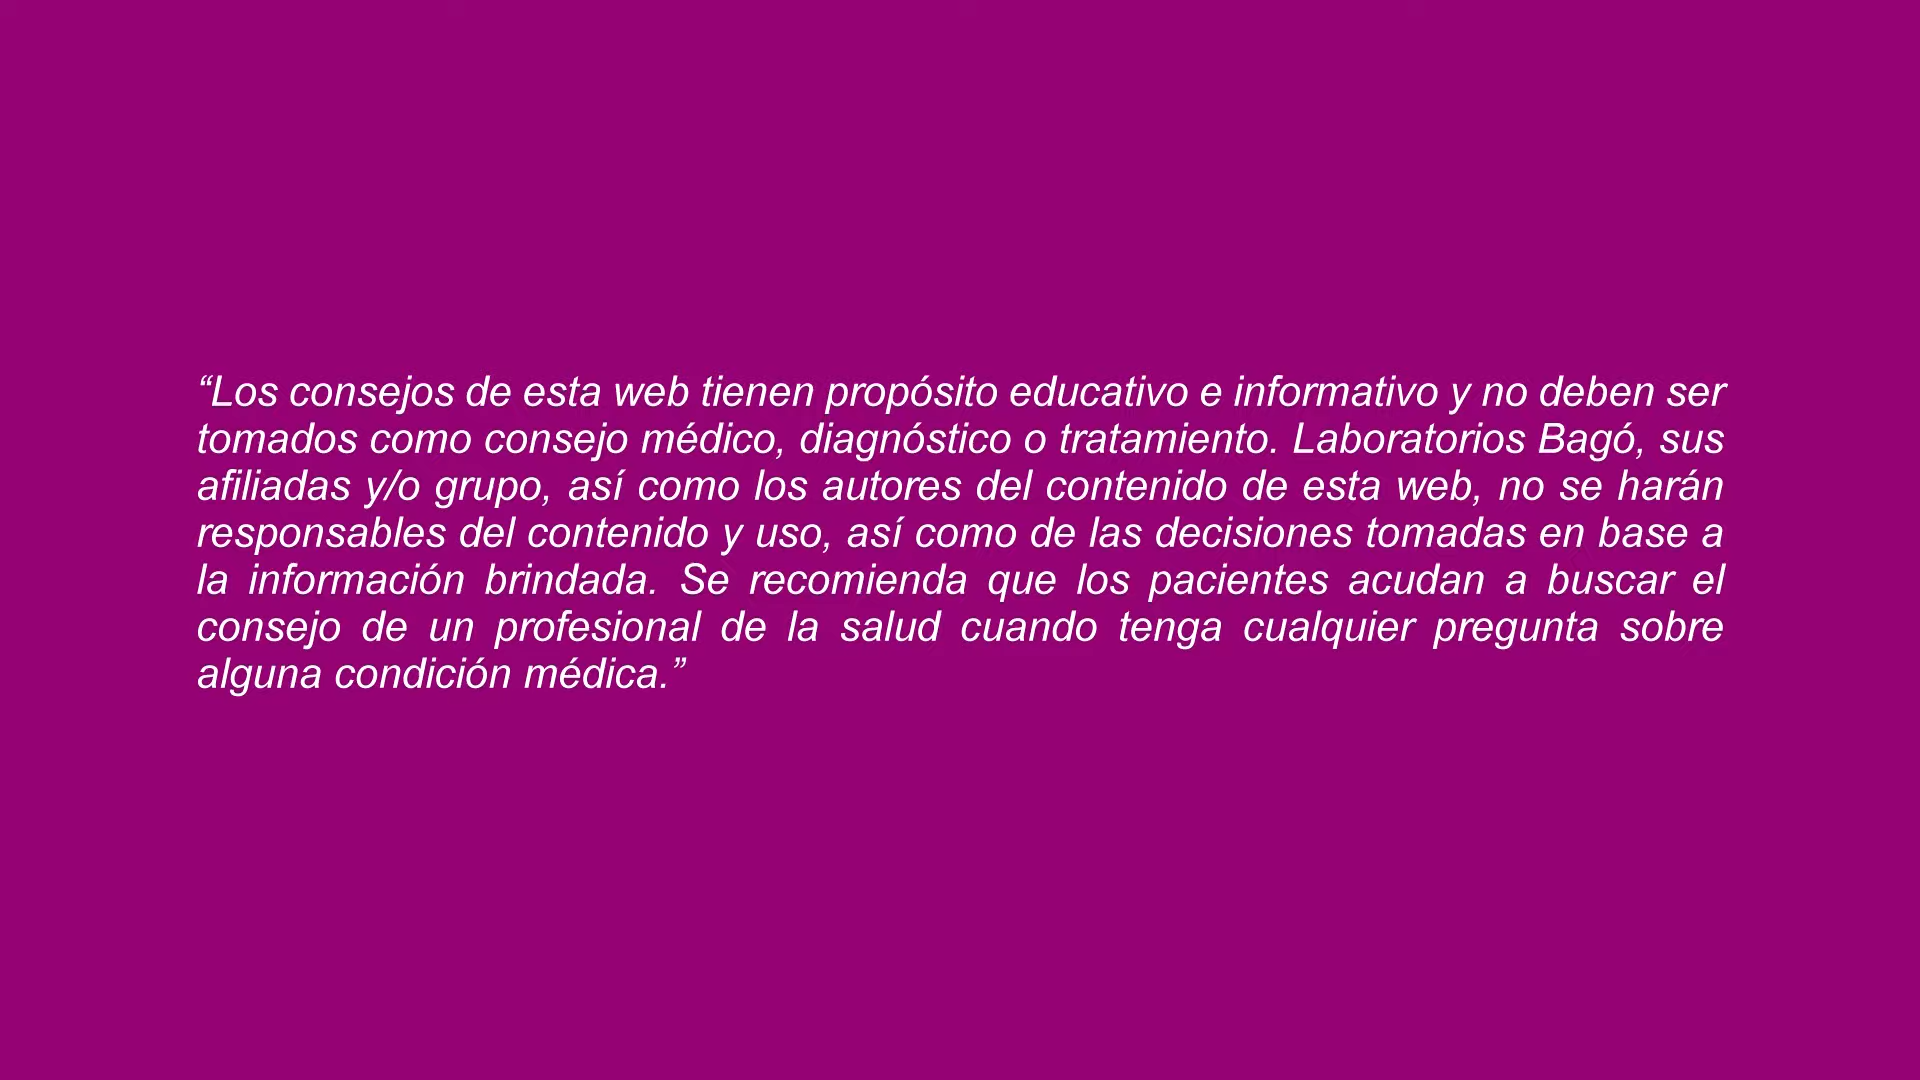 “Los consejos de esta web tienen propósito educativo e informativo y no deben ser
tomados como consejo médico, diagnóstico o tratamiento. Laboratorios Bagó, sus
afiliadas y/o grupo, así como los autores del contenido de esta web, no se harán
responsables del contenido y uso, así como de las decisiones tomadas en base a
la información brindada. Se recomienda que los pacientes acudan a buscar el
consejo de un profesional de la salud cuando tenga cualquier pregunta sobre
alguna condición médica.”